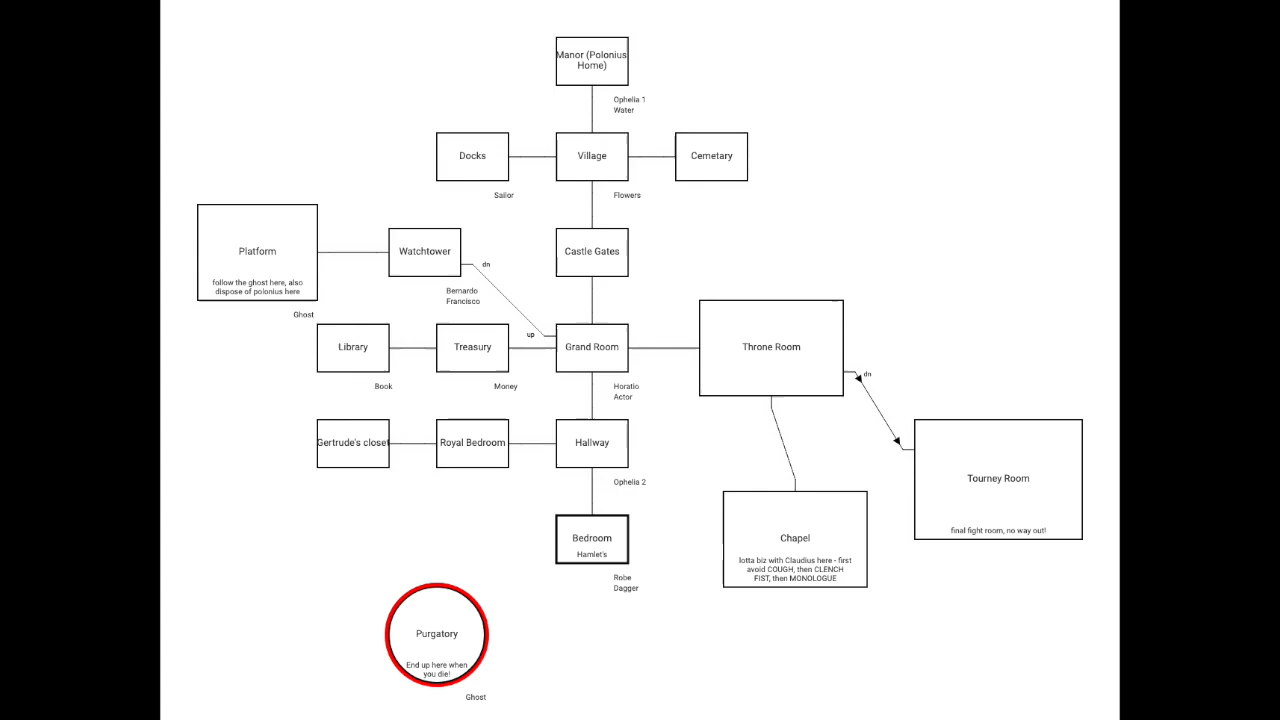 Manor (Polonius
Home)
Ophelia 1
Water
Docks
Village
Cemetary
Sailor
Flowers
Platform
follow the ghost here, also
dispose of polonius here
Ghost
Watchtower
dn
Castle Gates
Bernardo
Francisco
up
Library
Treasury
Grand Room
Throne Room
dn
Book
Money
Horatio
Actor
Gertrude's closet
Royal Bedroom
Hallway
Ophelia 2
Tourney Room
final fight room, no way out!
Bedroom
Hamlet's
Robe
Dagger
Chapel
lotta biz with Claudius here - first
avoid COUGH, then CLENCH
FIST, then MONOLOGUE
Purgatory
End up here when
you die!
Ghost